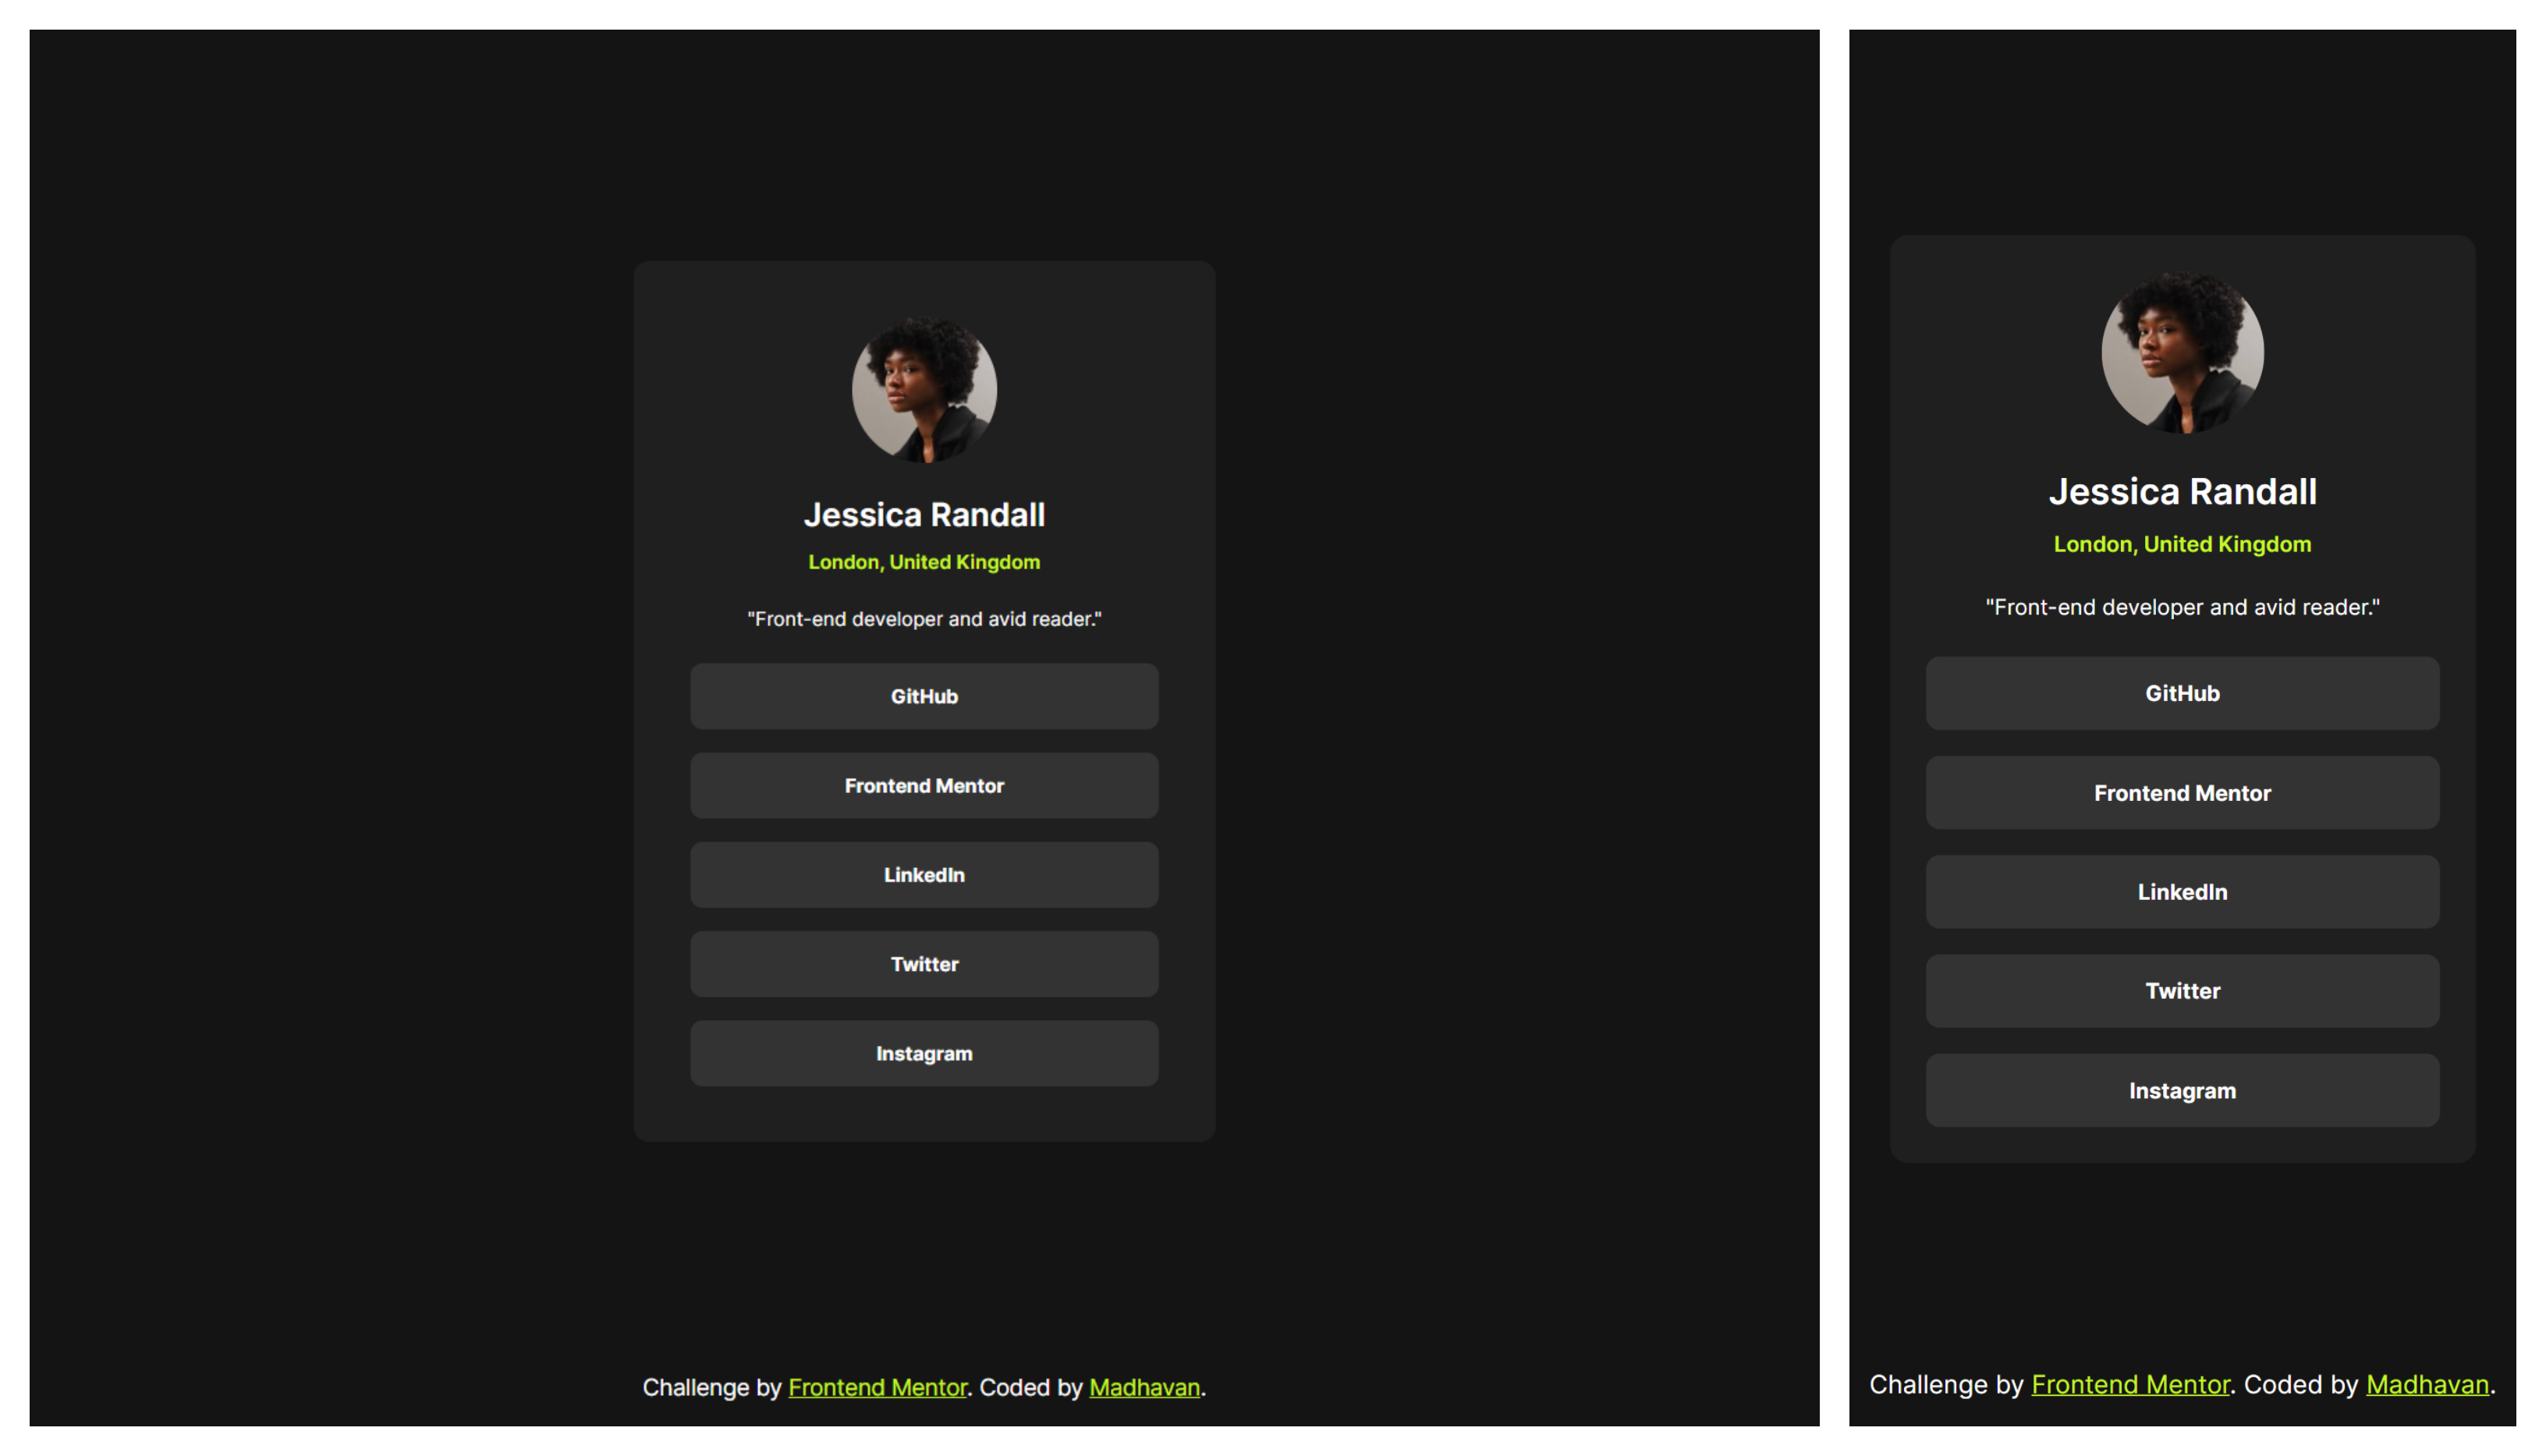 Jessica Randall
London, United Kingdom
"Front-end developer and avid reader."
GitHub
Frontend Mentor
LinkedIn
Twitter
Instagram
Challenge by Frontend Mentor. Coded by Madhavan.
Jessica Randall
London, United Kingdom
"Front-end developer and avid reader."
GitHub
Frontend Mentor
LinkedIn
Twitter
Instagram
Challenge by Frontend Mentor. Coded by Madhavan.